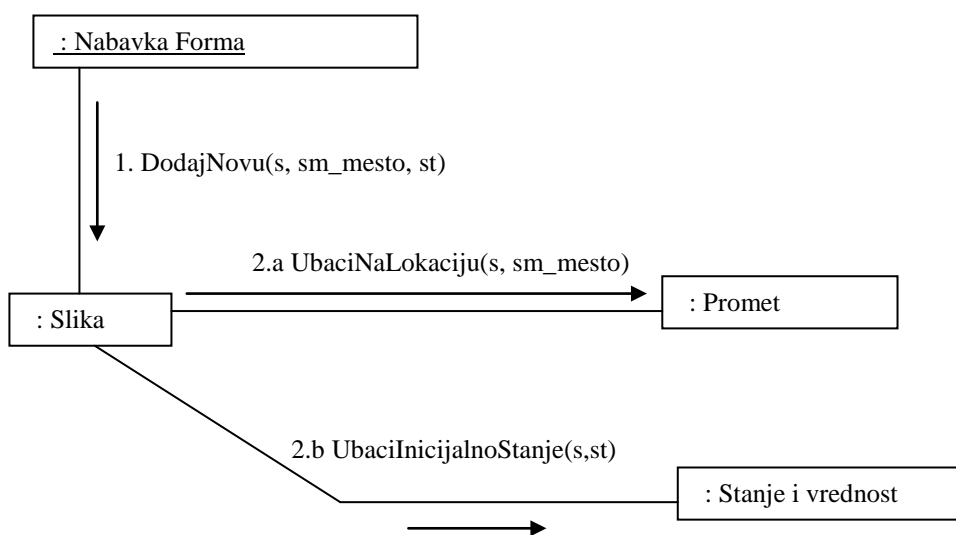 : Nabavka Forma
1. DodajNovu(s, sm_mesto, st)
2.a UbaciNaLokaciju(s, sm_mesto)
: Slika
: Promet
2.b UbaciInicijalnoStanje(s,st)
: Stanje i vrednost